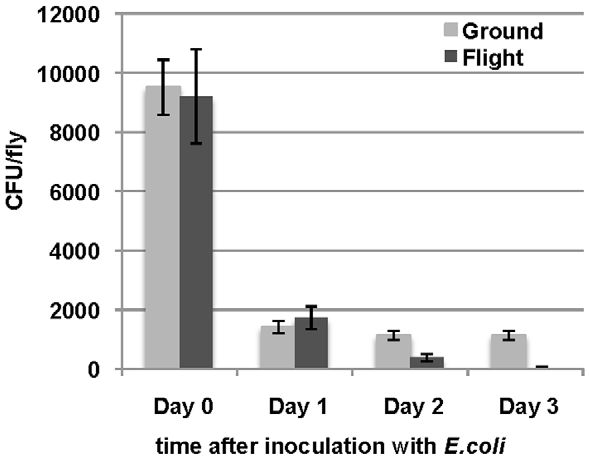 12000
10000
8000
6000
4000
2000
0
CFU/fly
Ground
Flight
Day 0 Day 1 Day 2 Day 3
time after inoculation with E.coli